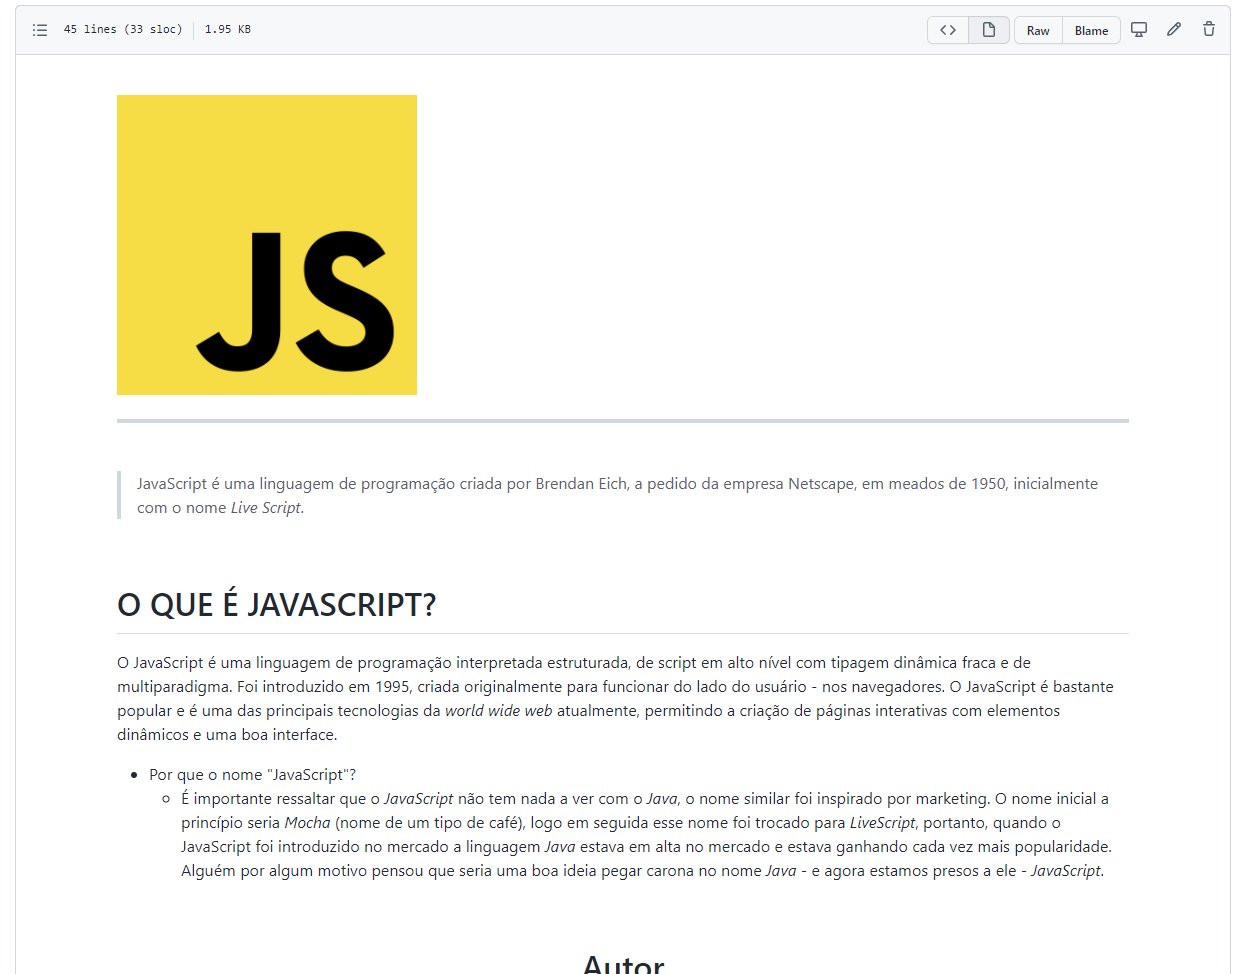 45 lines (33 sloc) 1.95 KB
<> Raw Blame
JS
JavaScript é uma linguagem de programação criada por Brendan Eich, a pedido da empresa Netscape, em meados de 1950, inicialmente
com o nome Live Script.
O QUE É JAVASCRIPT?
O JavaScript é uma linguagem de programação interpretada estruturada, de script em alto nível com tipagem dinâmica fraca e de
multiparadigma. Foi introduzido em 1995, criada originalmente para funcionar do lado do usuário - nos navegadores. O JavaScript é bastante
popular e é uma das principais tecnologias da world wide web atualmente, permitindo a criação de páginas interativas com elementos
dinâmicos e uma boa interface.
• Por que o nome "JavaScript"?
◦ É importante ressaltar que o JavaScript não tem nada a ver com o Java, o nome similar foi inspirado por marketing. O nome inicial a
princípio seria Mocha (nome de um tipo de café), logo em seguida esse nome foi trocado para LiveScript, portanto, quando o
JavaScript foi introduzido no mercado a linguagem Java estava em alta no mercado e estava ganhando cada vez mais popularidade.
Alguém por algum motivo pensou que seria uma boa ideia pegar carona no nome Java - e agora estamos presos a ele - JavaScript.
Autor